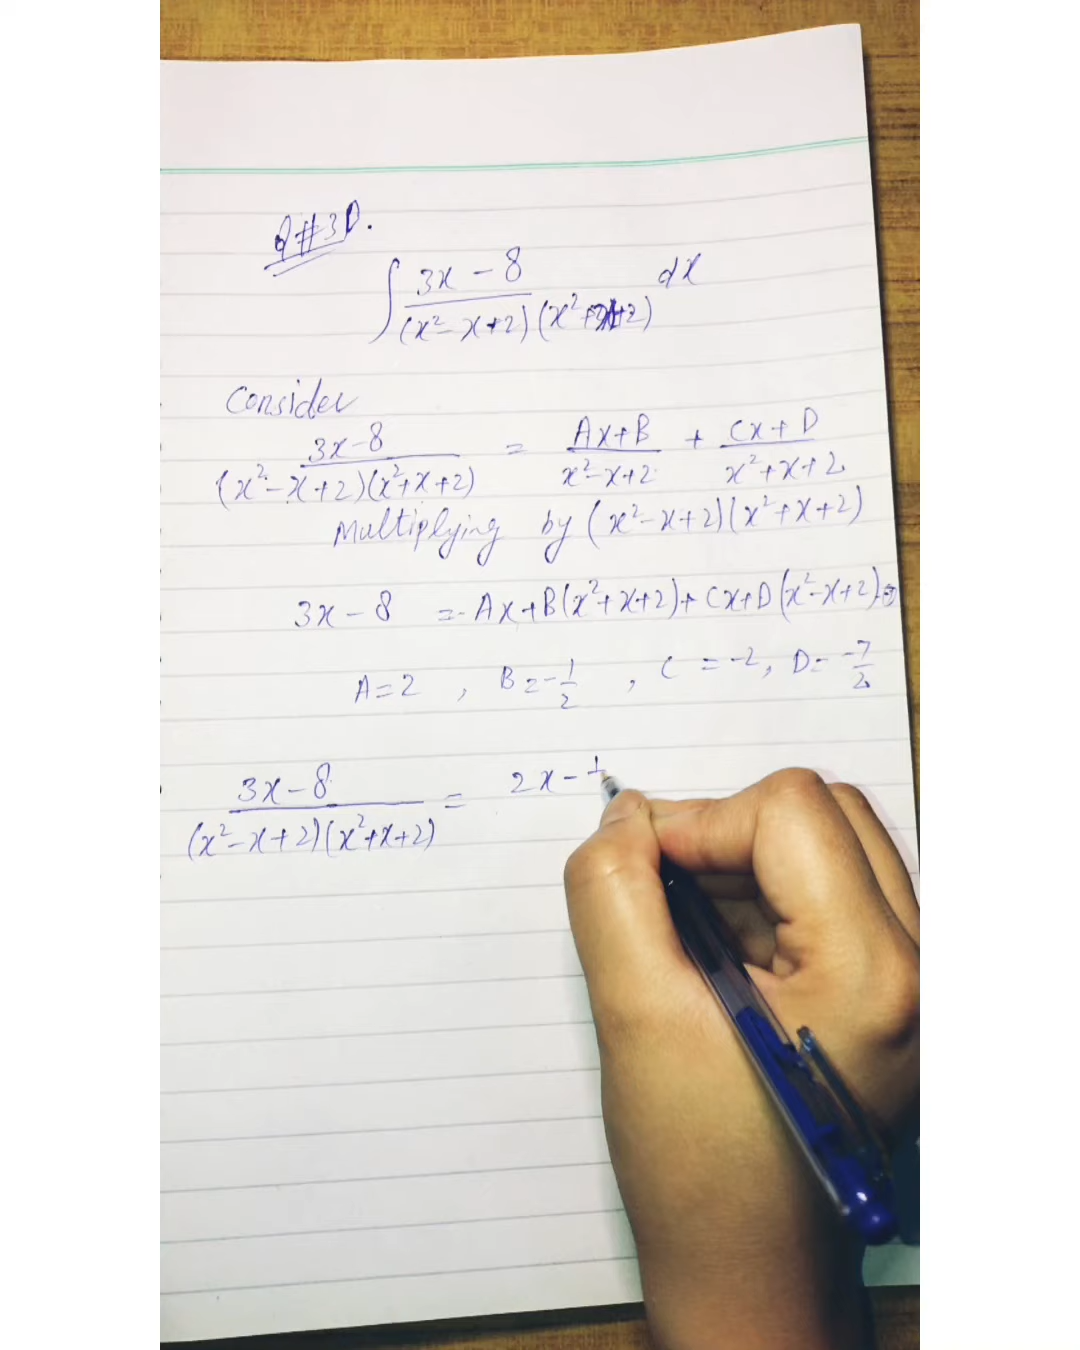 Q#30.
∫ 3x - 8 / (x² - x+2) (x²+x+2) dx
Consider
3x-8 / (x²-x+2)(x²+x+2) = Ax+B / x²-x+2 + Cx+D / x²+x+2
Multiplying by (x²-x+2)(x²+x+2)
3x - 8 = Ax+B(x²+x+2)+Cx+D(x²-x+2)
A=2 , B=-1/2 , C =-2, D=-7/2
3x-8 / (x²-x+2)(x²+x+2) = 2x-1